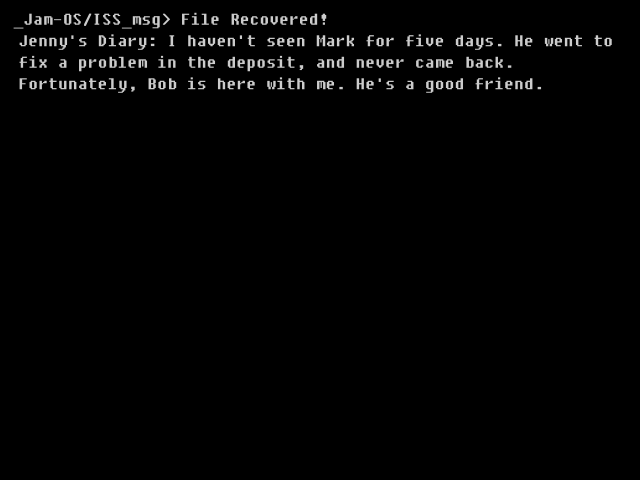 _Jam-OS/ISS_msg> File Recovered!
Jenny's Diary: I haven't seen Mark for five days. He went to
fix a problem in the deposit, and never came back.
Fortunately, Bob is here with me. He's a good friend.